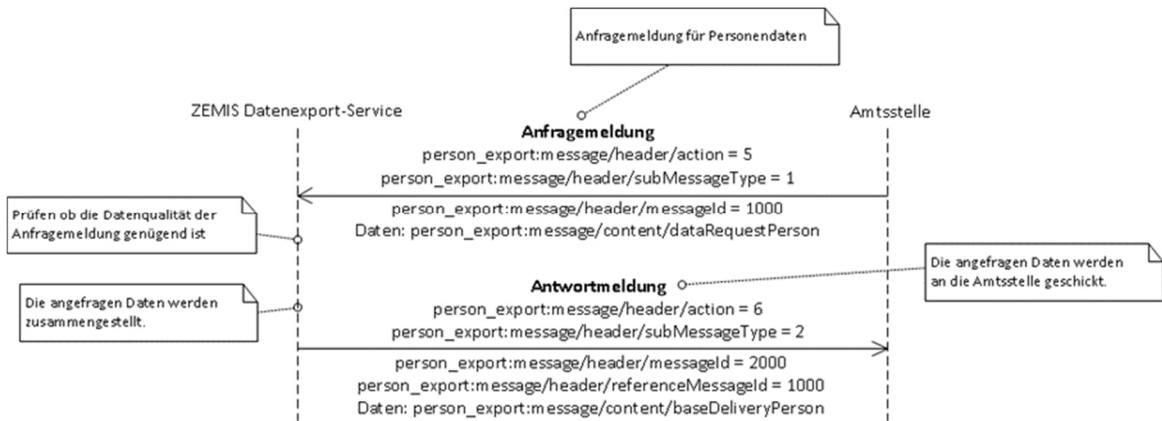 Anfragemeldung für Personendaten
ZEMIS Datenexport-Service
Amtsstelle
Anfragemeldung
person_export:message/header/action = 5
person_export:message/header/subMessageType = 1
person_export:message/header/messageId = 1000
Daten: person_export:message/content/dataRequestPerson
Prüfen ob die Datenqualität der
Anfragemeldung genügend ist
Die angefragen Daten werden
an die Amtsstelle geschickt.
Die angefragen Daten werden
zusammengestellt.
Antwortmeldung
person_export:message/header/action = 6
person_export:message/header/subMessageType = 2
person_export:message/header/messageId = 2000
person_export:message/header/referenceMessageId = 1000
Daten: person_export:message/content/baseDeliveryPerson